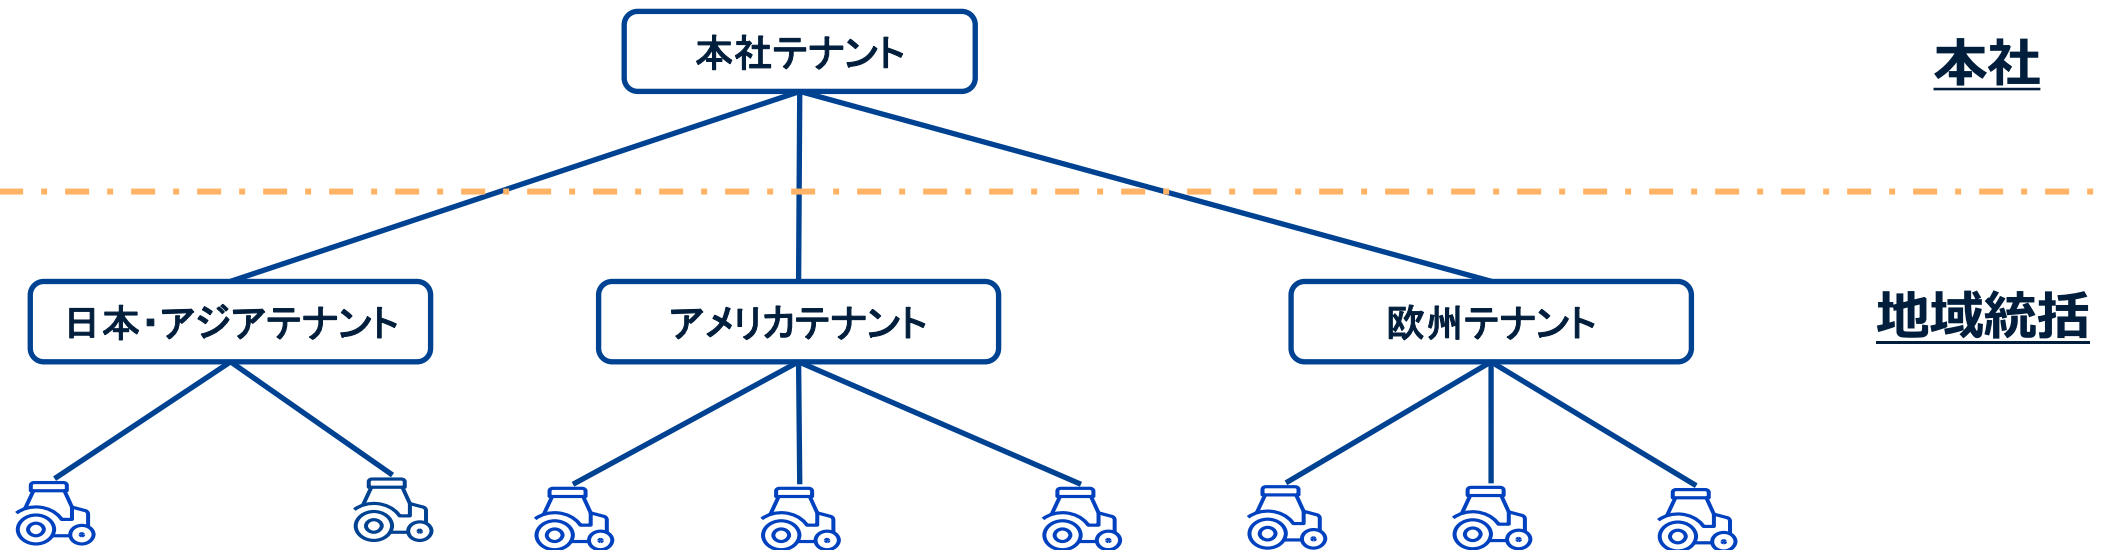 本社テナント
本社
日本・アジアテナント
アメリカテナント
欧州テナント
地域統括